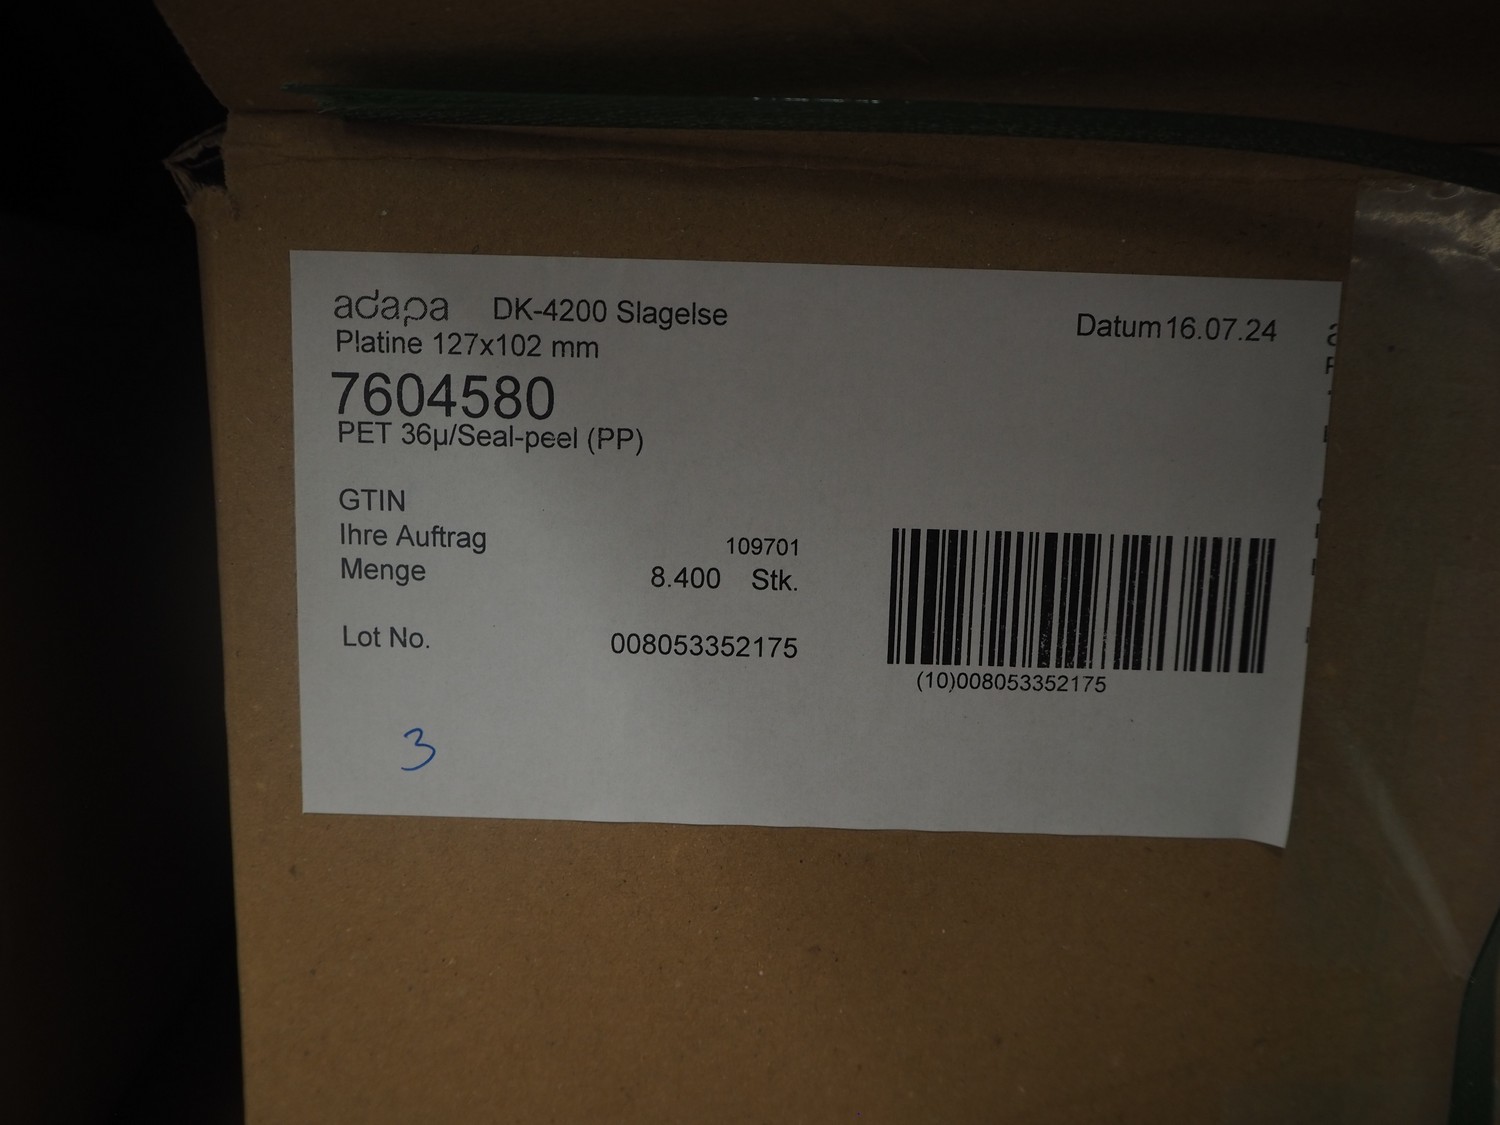 adapa DK-4200 Slagelse Datum 16.07.24
Platine 127x102 mm
7604580
PET 36µ/Seal-peel (PP)
GTIN
Ihre Auftrag 109701
Menge 8.400 Stk.
Lot No. 008053352175
(10)008053352175
3